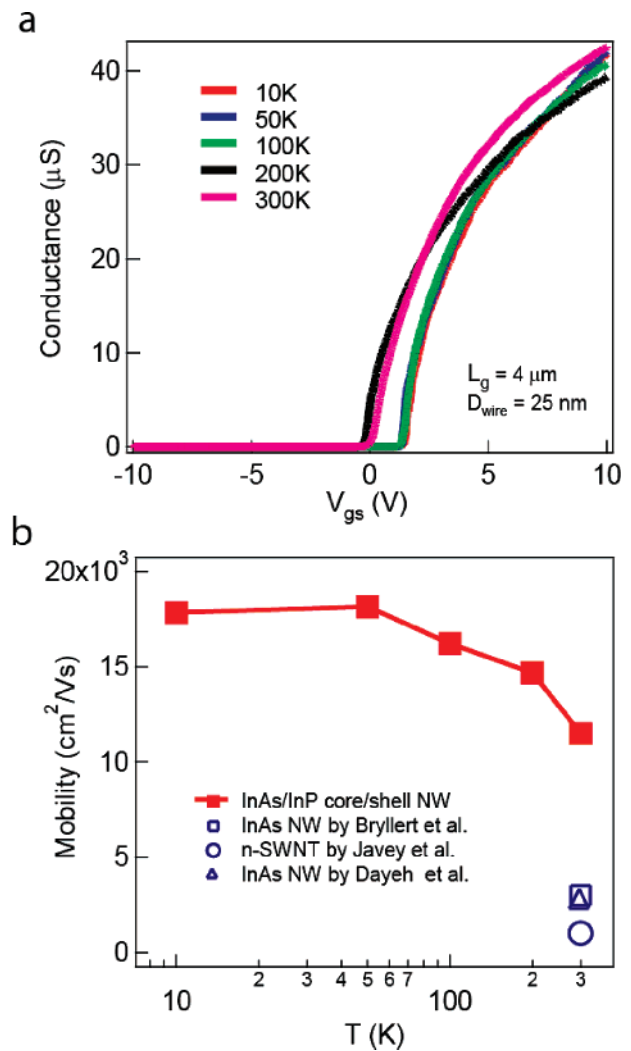 a
40
30
20
10
0
Conductance (μS)
10K
50K
100K
200K
300K
L_g = 4 μm
D_wire = 25 nm
-10 -5 0 5 10
V_gs (V)
b
20x10³
15
10
5
0
Mobility (cm²/Vs)
InAs/InP core/shell NW
InAs NW by Bryllert et al.
n-SWNT by Javey et al.
InAs NW by Dayeh et al.
10 2 3 4 5 6 7 100 2 3
T (K)